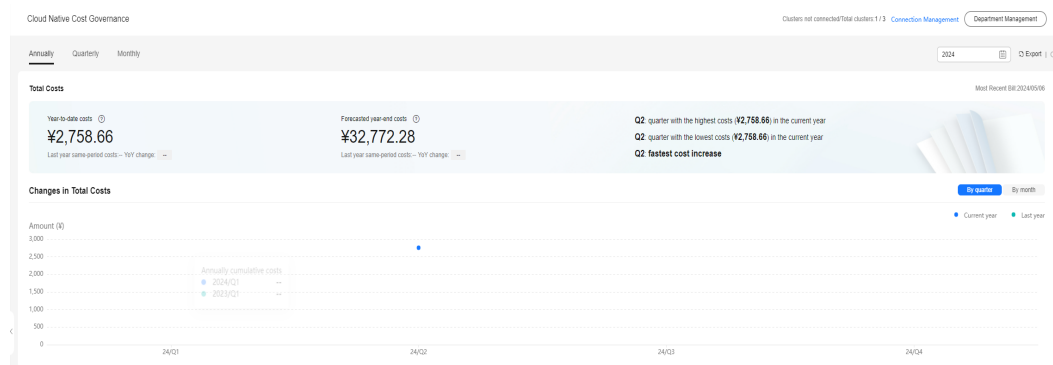 Cloud Native Cost Governance
Clusters not connected/Total clusters:1 / 3 Connection Management Department Management
Annually Quarterly Monthly
2024 Export
Total Costs
Most Recent Bill:2024/05/06
Year-to-date costs
¥2,758.66
Last year same-period costs -- YoY change: --
Forecasted year-end costs
¥32,772.28
Last year same-period costs -- YoY change: --
Q2: quarter with the highest costs (¥2,758.66) in the current year
Q2: quarter with the lowest costs (¥2,758.66) in the current year
Q2: fastest cost increase
Changes in Total Costs
By quarter By month
Current year Last year
Amount (¥)
3,000
2,500
2,000
1,500
1,000
500
0
Annually cumulative costs
2024/Q1 --
2023/Q1 --
24/Q1 24/Q2 24/Q3 24/Q4